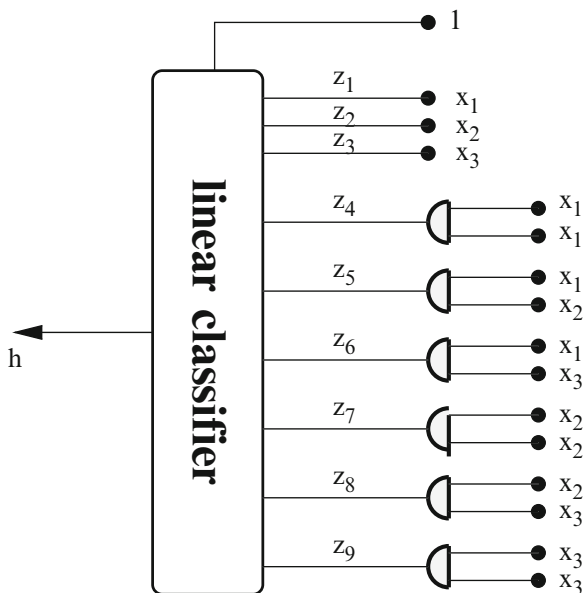 1
z1 x1
z2 x2
z3 x3
z4 x1
x1
z5 x1
x2
z6 x1
x3
z7 x2
x2
z8 x2
x3
z9 x3
x3
linear classifier
h